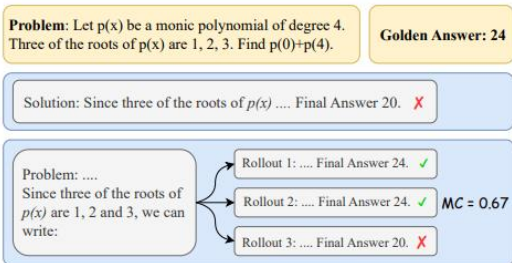 Problem: Let p(x) be a monic polynomial of degree 4.
Three of the roots of p(x) are 1, 2, 3. Find p(0)+p(4).
Golden Answer: 24
Solution: Since three of the roots of p(x) .... Final Answer 20. ✗
Problem: ....
Since three of the roots of
p(x) are 1, 2 and 3, we can
write:
Rollout 1: .... Final Answer 24. ✓
Rollout 2: .... Final Answer 24. ✓
MC = 0.67
Rollout 3: .... Final Answer 20. ✗